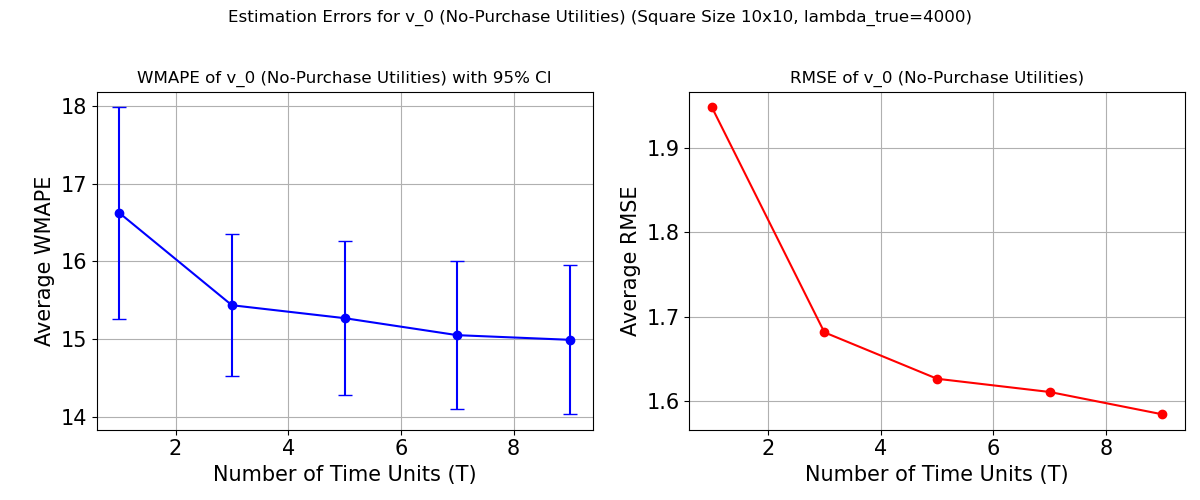 Estimation Errors for v_0 (No-Purchase Utilities) (Square Size 10x10, lambda_true=4000)
WMAPE of v_0 (No-Purchase Utilities) with 95% CI
Average WMAPE
18
17
16
15
14
2 4 6 8
Number of Time Units (T)
RMSE of v_0 (No-Purchase Utilities)
Average RMSE
1.9
1.8
1.7
1.6
2 4 6 8
Number of Time Units (T)